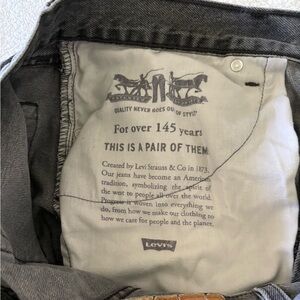 QUALITY NEVER GOES OUT OF STYLE
For over 145 years
THIS IS A PAIR OF THEM
Created by Levi Strauss & Co in 1873.
Our jeans have become an American
tradition, symbolizing the spirit of
the west to people all over the world.
Progress is woven into everything we
do, from how we make our clothing to
how we care for people and the planet.
Levi's